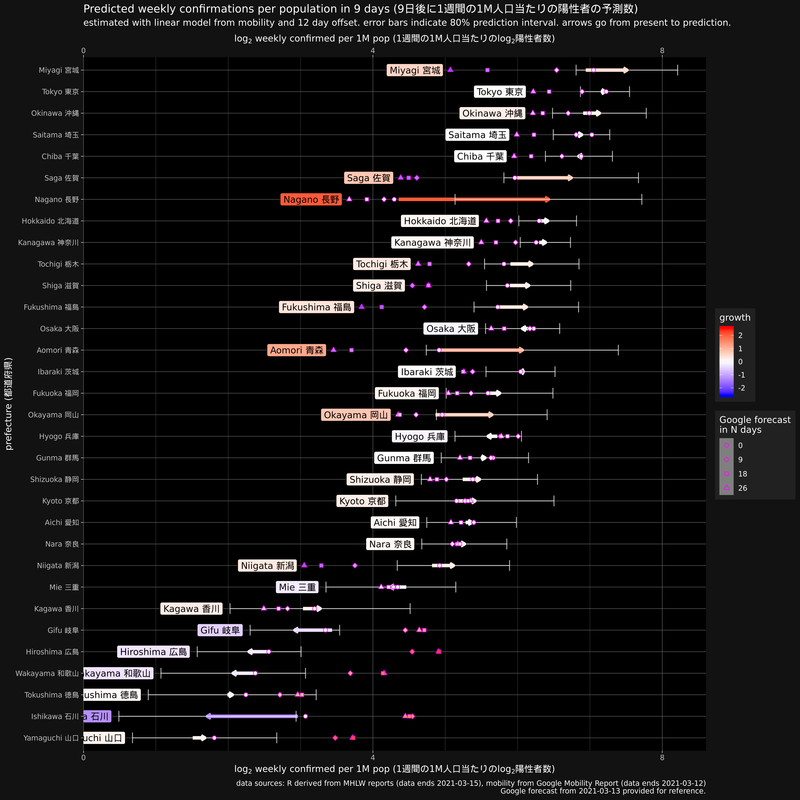 Predicted weekly confirmations per population in 9 days (9日後に1週間の1M人口当たりの陽性者の予測数)
estimated with linear model from mobility and 12 day offset. error bars indicate 80% prediction interval. arrows go from present to prediction.
log₂ weekly confirmed per 1M pop (1週間の1M人口当たりのlog₂陽性者数)
0 4 8
Miyagi 宮城 Miyagi 宮城
Tokyo 東京 Tokyo 東京
Okinawa 沖縄 Okinawa 沖縄
Saitama 埼玉 Saitama 埼玉
Chiba 千葉 Chiba 千葉
Saga 佐賀 Saga 佐賀
Nagano 長野 Nagano 長野
Hokkaido 北海道 Hokkaido 北海道
Kanagawa 神奈川 Kanagawa 神奈川
Tochigi 栃木 Tochigi 栃木
Shiga 滋賀 Shiga 滋賀
Fukushima 福島 Fukushima 福島
Osaka 大阪 Osaka 大阪
Aomori 青森 Aomori 青森
Ibaraki 茨城 Ibaraki 茨城
Fukuoka 福岡 Fukuoka 福岡
Okayama 岡山 Okayama 岡山
Hyogo 兵庫 Hyogo 兵庫
Gunma 群馬 Gunma 群馬
Shizuoka 静岡 Shizuoka 静岡
Kyoto 京都 Kyoto 京都
Aichi 愛知 Aichi 愛知
Nara 奈良 Nara 奈良
Niigata 新潟 Niigata 新潟
Mie 三重 Mie 三重
Kagawa 香川 Kagawa 香川
Gifu 岐阜 Gifu 岐阜
Hiroshima 広島 Hiroshima 広島
Wakayama 和歌山 kayama 和歌山
Tokushima 徳島 ushima 徳島
Ishikawa 石川 a 石川
Yamaguchi 山口 uchi 山口
0 4 8
log₂ weekly confirmed per 1M pop (1週間の1M人口当たりのlog₂陽性者数)
prefecture (都道府県)
growth
2
1
0
-1
-2
Google forecast
in N days
0
9
18
26
data sources: R derived from MHLW reports (data ends 2021-03-15), mobility from Google Mobility Report (data ends 2021-03-12)
Google forecast from 2021-03-13 provided for reference.